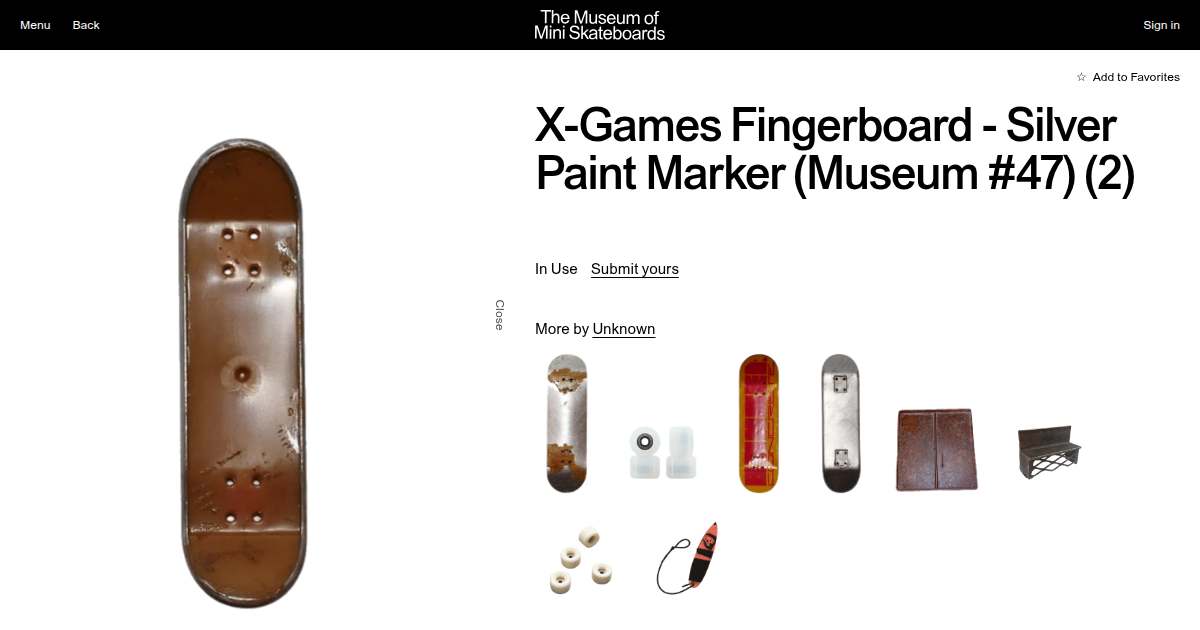 Menu Back
The Museum of
Mini Skateboards
Sign in
☆ Add to Favorites
X-Games Fingerboard - Silver
Paint Marker (Museum #47) (2)
In Use Submit yours
Close
More by Unknown